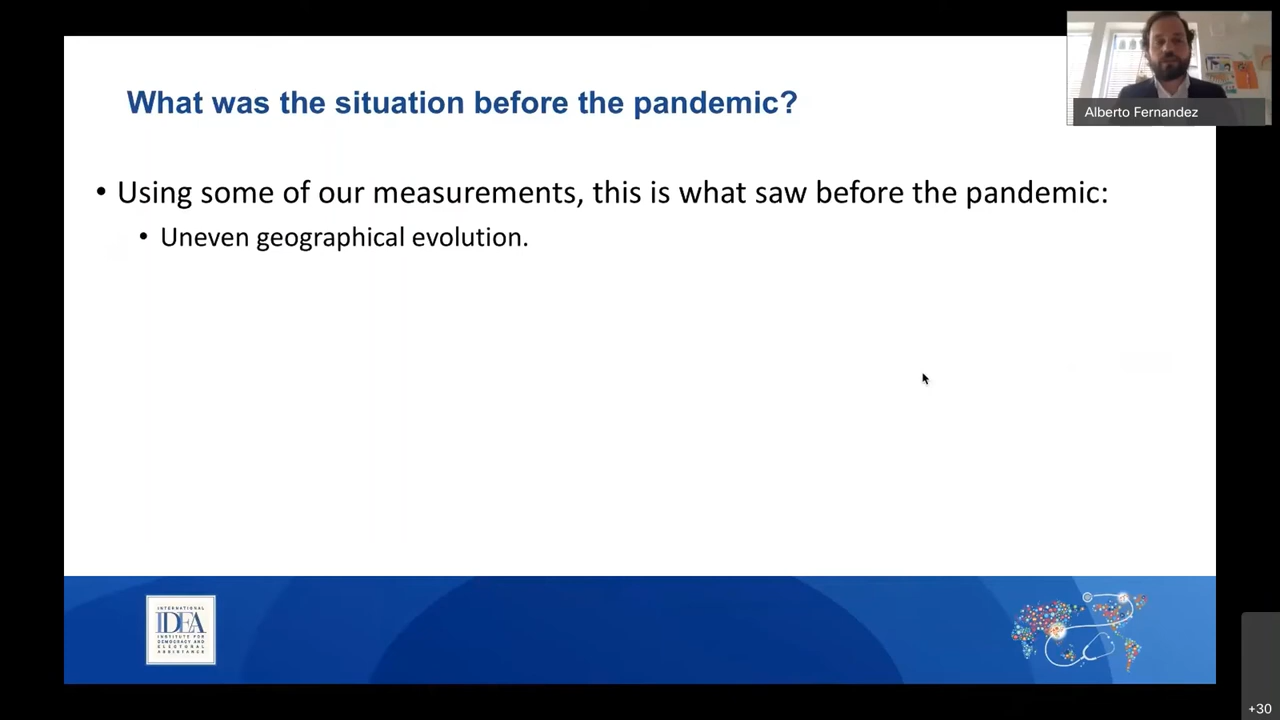 What was the situation before the pandemic?
Alberto Fernandez
• Using some of our measurements, this is what saw before the pandemic:
• Uneven geographical evolution.
INTERNATIONAL
IDEA
INSTITUTE FOR
DEMOCRACY AND
ELECTORAL
ASSISTANCE
+30